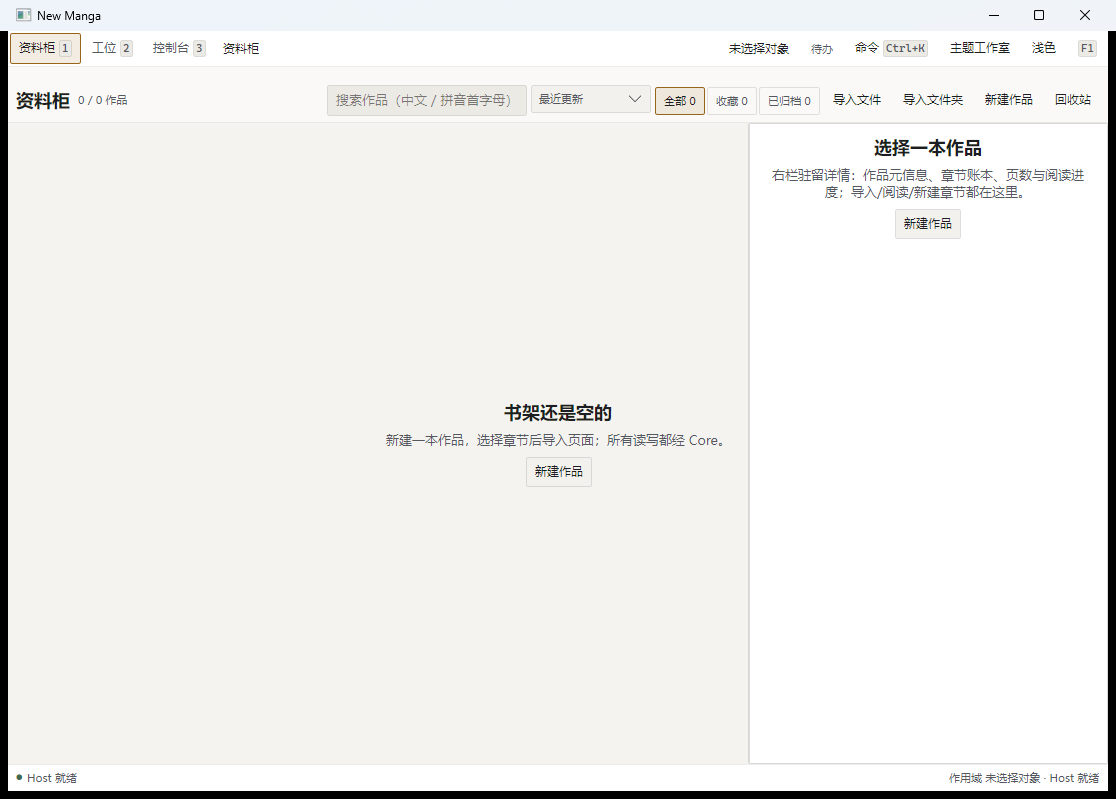 New Manga
资料柜 1 工位 2 控制台 3 资料柜 未选择对象 待办 命令 Ctrl+K 主题工作室 浅色 F1
资料柜 0 / 0 作品 搜索作品（中文 / 拼音首字母） 最近更新 全部 0 收藏 0 已归档 0 导入文件 导入文件夹 新建作品 回收站
选择一本作品
右栏驻留详情：作品元信息、章节账本、页数与阅读进
度；导入/阅读/新建章节都在这里。
新建作品
书架还是空的
新建一本作品，选择章节后导入页面；所有读写都经 Core。
新建作品
Host 就绪 作用域 未选择对象 · Host 就绪